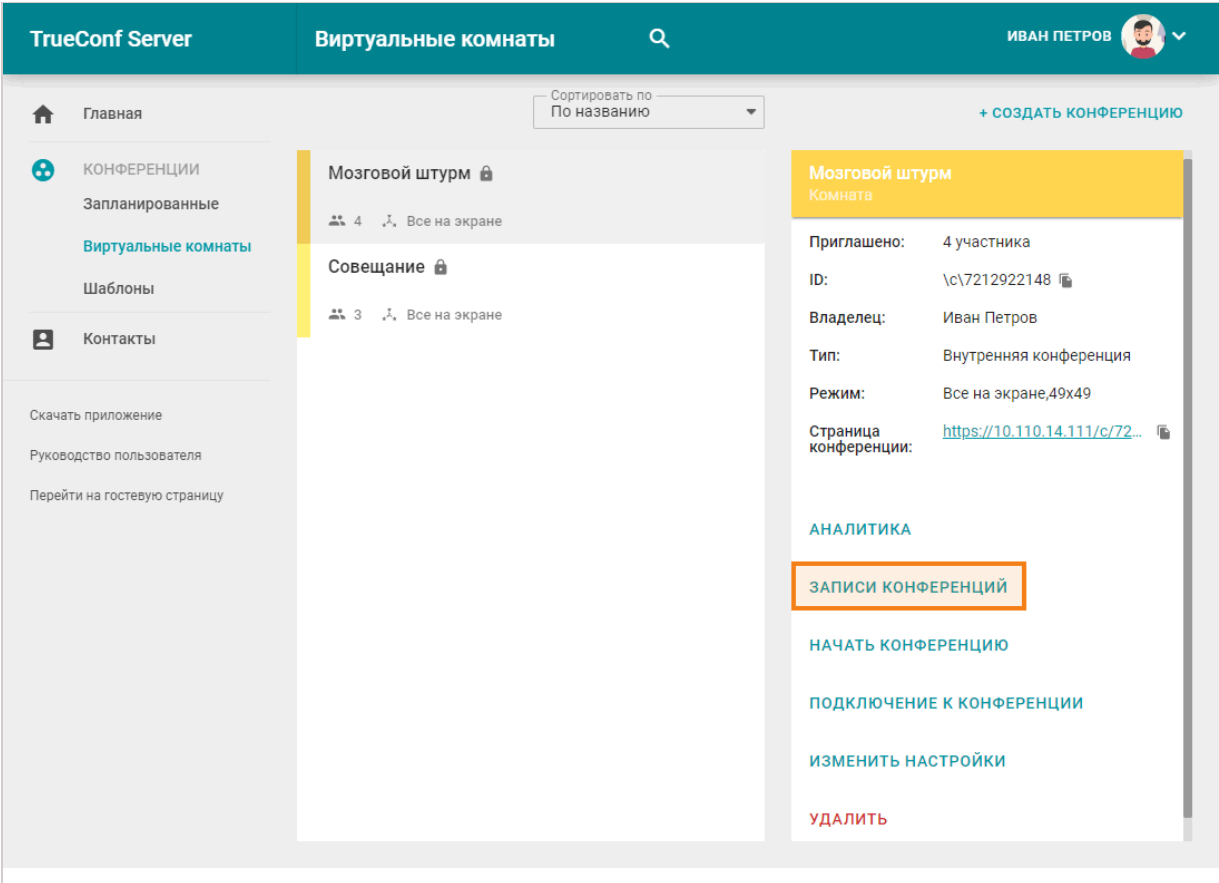 TrueConf Server
Виртуальные комнаты
ИВАН ПЕТРОВ
Главная
КОНФЕРЕНЦИИ
Запланированные
Виртуальные комнаты
Шаблоны
Контакты
Скачать приложение
Руководство пользователя
Перейти на гостевую страницу
Сортировать по
По названию
+ СОЗДАТЬ КОНФЕРЕНЦИЮ
Мозговой штурм
4 Все на экране
Совещание
3 Все на экране
Мозговой штурм
Комната
Приглашено: 4 участника
ID: \c\7212922148
Владелец: Иван Петров
Тип: Внутренняя конференция
Режим: Все на экране,49x49
Страница конференции: https://10.110.14.111/c/72...
АНАЛИТИКА
ЗАПИСИ КОНФЕРЕНЦИЙ
НАЧАТЬ КОНФЕРЕНЦИЮ
ПОДКЛЮЧЕНИЕ К КОНФЕРЕНЦИИ
ИЗМЕНИТЬ НАСТРОЙКИ
УДАЛИТЬ